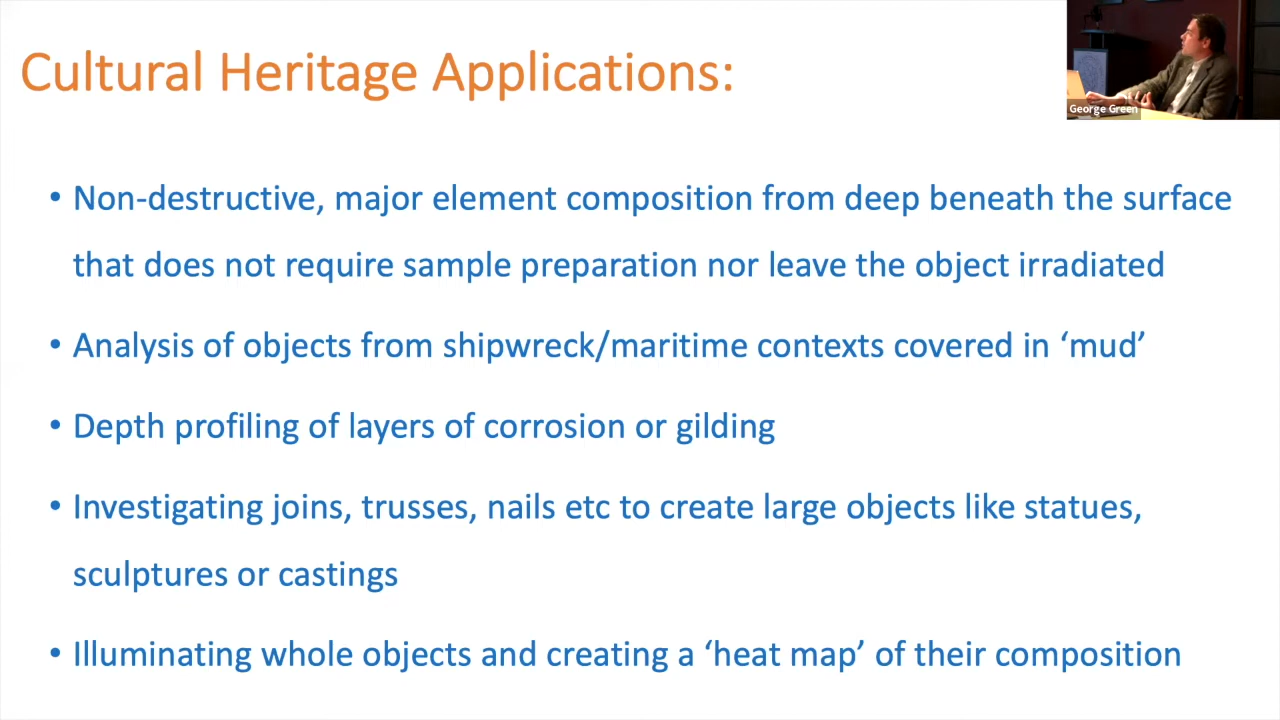 Cultural Heritage Applications:
George Green
• Non-destructive, major element composition from deep beneath the surface
that does not require sample preparation nor leave the object irradiated
• Analysis of objects from shipwreck/maritime contexts covered in ‘mud’
• Depth profiling of layers of corrosion or gilding
• Investigating joins, trusses, nails etc to create large objects like statues,
sculptures or castings
• Illuminating whole objects and creating a ‘heat map’ of their composition